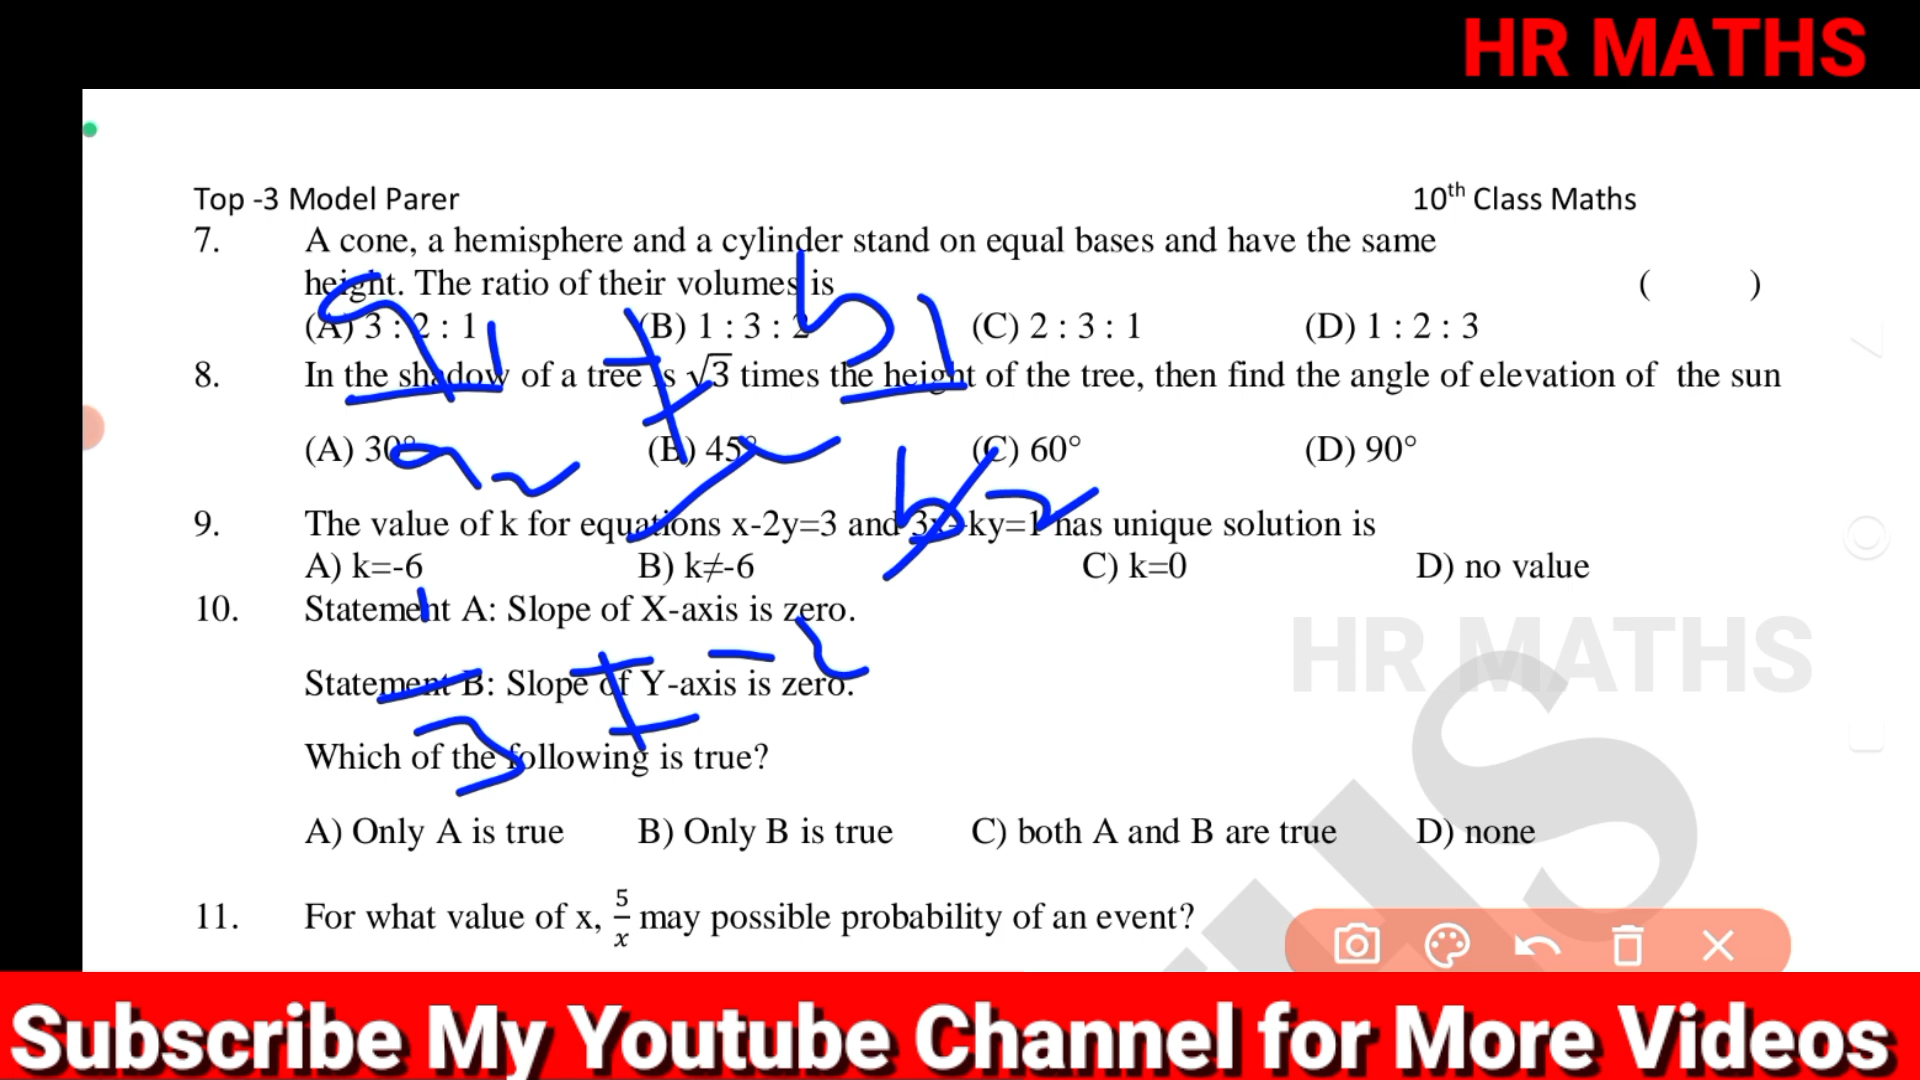 HR MATHS
Top -3 Model Parer 10th Class Maths
7. A cone, a hemisphere and a cylinder stand on equal bases and have the same
height. The ratio of their volumes is ( )
(A) 3 : 2 : 1 (B) 1 : 3 : 2 (C) 2 : 3 : 1 (D) 1 : 2 : 3
8. In the shadow of a tree is √3 times the height of the tree, then find the angle of elevation of the sun
(A) 30° (B) 45° (C) 60° (D) 90°
9. The value of k for equations x-2y=3 and ky=1 has unique solution is
A) k=-6 B) k≠-6 C) k=0 D) no value
10. Statement A: Slope of X-axis is zero.
Statement B: Slope of Y-axis is zero.
Which of the following is true?
A) Only A is true B) Only B is true C) both A and B are true D) none
11. For what value of x, 5/x may possible probability of an event?
a1 ≠ b1
a2 b2
1 ≠ -2
3
HR MATHS
Subscribe My Youtube Channel for More Videos